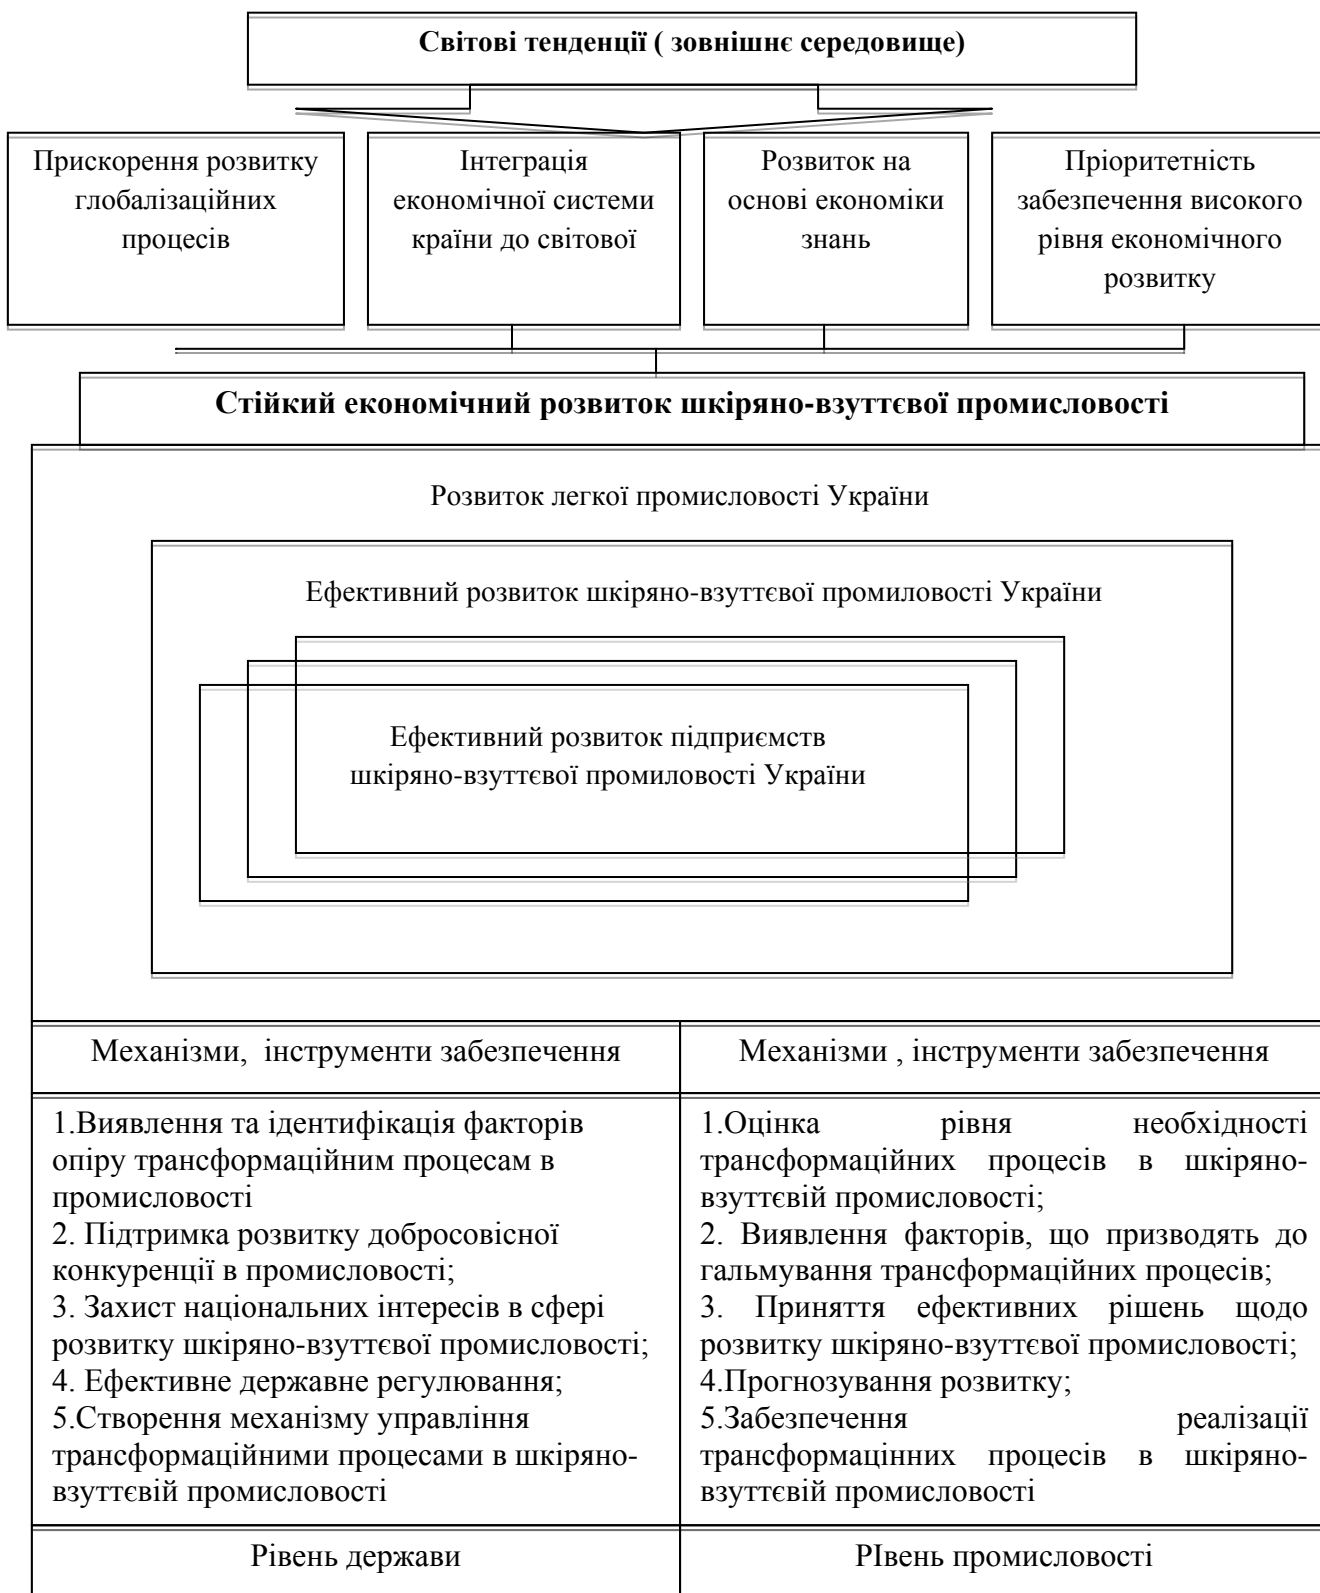 Світові тенденції ( зовнішнє середовище)
Прискорення розвитку
глобалізаційних
процесів
Інтеграція
економічної системи
країни до світової
Розвиток на
основі економіки
знань
Пріоритетність
забезпечення високого
рівня економічного
розвитку
Стійкий економічний розвиток шкіряно-взуттєвої промисловості
Розвиток легкої промисловості України
Ефективний розвиток шкіряно-взуттєвої промиловості України
Ефективний розвиток підприємств
шкіряно-взуттєвої промиловості України
Механізми, інструменти забезпечення
1.Виявлення та ідентифікація факторів
опіру трансформаційним процесам в
промисловості
2. Підтримка розвитку добросовісної
конкуренції в промисловості;
3. Захист національних інтересів в сфері
розвитку шкіряно-взуттєвої промисловості;
4. Ефективне державне регулювання;
5.Створення механізму управління
трансформаційними процесами в шкіряно-
взуттєвій промисловості
Рівень держави
Механізми , інструменти забезпечення
1.Оцінка рівня необхідності
трансформаційних процесів в шкіряно-
взуттєвій промисловості;
2. Виявлення факторів, що призводять до
гальмування трансформаційних процесів;
3. Приняття ефективних рішень щодо
розвитку шкіряно-взуттєвої промисловості;
4.Прогнозування розвитку;
5.Забезпечення реалізації
трансформацінних процесів в шкіряно-
взуттєвій промисловості
РІвень промисловості